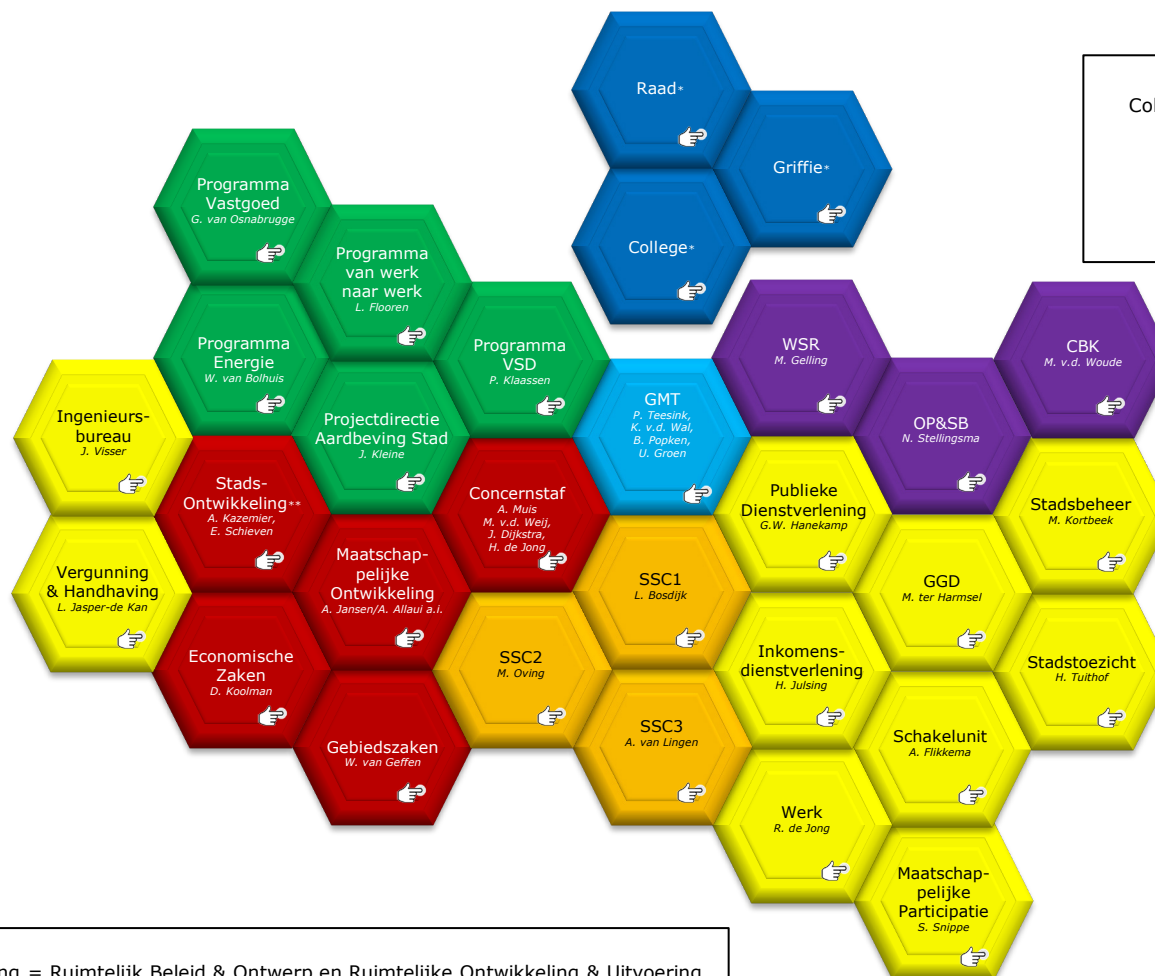 Raad*
Col
Griffie*
College*
Programma
Vastgoed
G. van Osnabrugge
Programma
van werk
naar werk
L. Flooren
Programma
Energie
W. van Bolhuis
Programma
VSD
P. Klaassen
WSR
M. Gelling
CBK
M. v.d. Woude
Ingenieurs-
bureau
J. Visser
Projectdirectie
Aardbeving Stad
J. Kleine
GMT
P. Teesink,
K. v.d. Wal,
B. Popken,
U. Groen
OP&SB
N. Stellingsma
Stads-
Ontwikkeling**
A. Kazemier,
E. Schieven
Concernstaf
A. Muis
M. v.d. Weij,
J. Dijkstra,
H. de Jong
Publieke
Dienstverlening
G.W. Hanekamp
Stadsbeheer
M. Kortbeek
Vergunning
& Handhaving
L. Jasper-de Kan
Maatschap-
pelijke
Ontwikkeling
A. Jansen/A. Allaui a.i.
SSC1
L. Bosdijk
GGD
M. ter Harmsel
Economische
Zaken
D. Koolman
SSC2
M. Oving
Inkomens-
dienstverlening
H. Julsing
Stadstoezicht
H. Tuithof
Gebiedszaken
W. van Geffen
SSC3
A. van Lingen
Schakelunit
A. Flikkema
Werk
R. de Jong
Maatschap-
pelijke
Participatie
S. Snippe
ng = Ruimtelijk Beleid & Ontwerp en Ruimtelijke Ontwikkeling & Uitvoering